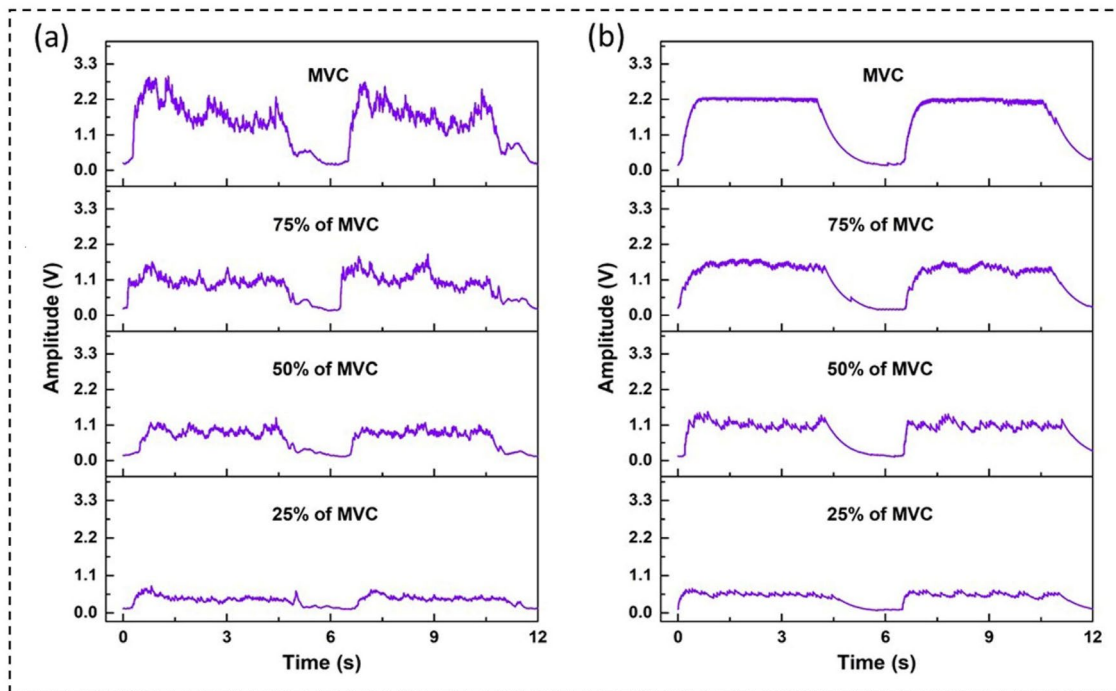 (a)
(b)
Amplitude (V)
MVC
3.3
2.2
1.1
0.0
75% of MVC
3.3
2.2
1.1
0.0
50% of MVC
3.3
2.2
1.1
0.0
25% of MVC
3.3
2.2
1.1
0.0
0 3 6 9 12
Time (s)
Amplitude (V)
MVC
3.3
2.2
1.1
0.0
75% of MVC
3.3
2.2
1.1
0.0
50% of MVC
3.3
2.2
1.1
0.0
25% of MVC
3.3
2.2
1.1
0.0
0 3 6 9 12
Time (s)